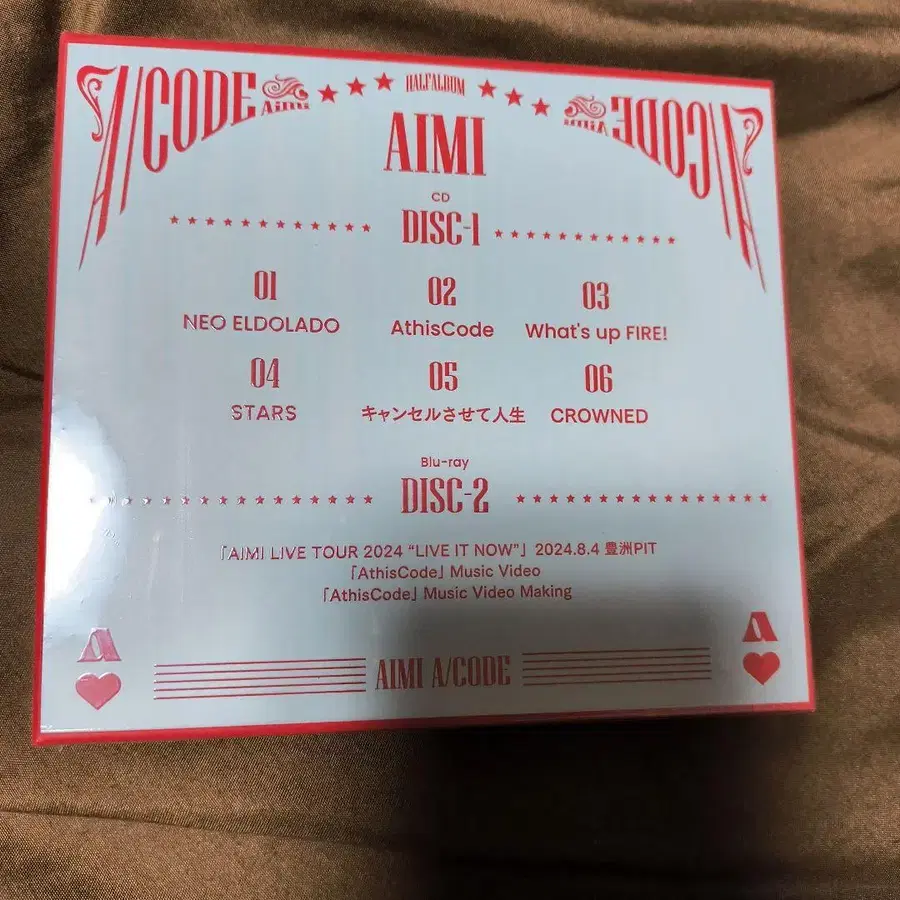 A/CODE Aimi ★★★ HALF ALBUM ★★★ Aimi A/CODE
AIMI
CD
DISC-1
01 02 03
NEO ELDOLADO AthisCode What's up FIRE!
04 05 06
STARS キャンセルさせて人生 CROWNED
Blu-ray
DISC-2
「AIMI LIVE TOUR 2024 “LIVE IT NOW”」 2024.8.4 豊洲PIT
「AthisCode」 Music Video
「AthisCode」 Music Video Making
a a
AIMI A/CODE